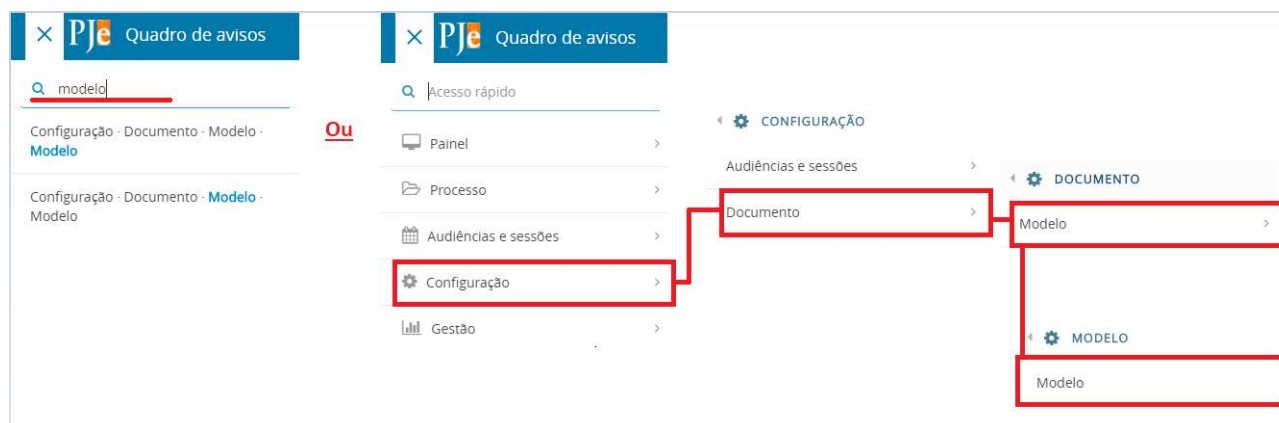 PJe Quadro de avisos
modelo
Configuração · Documento · Modelo ·
Modelo
Configuração · Documento · Modelo ·
Modelo
Ou
PJe Quadro de avisos
Acesso rápido
Painel
Processo
Audiências e sessões
Configuração
Gestão
CONFIGURAÇÃO
Audiências e sessões
Documento
DOCUMENTO
Modelo
MODELO
Modelo